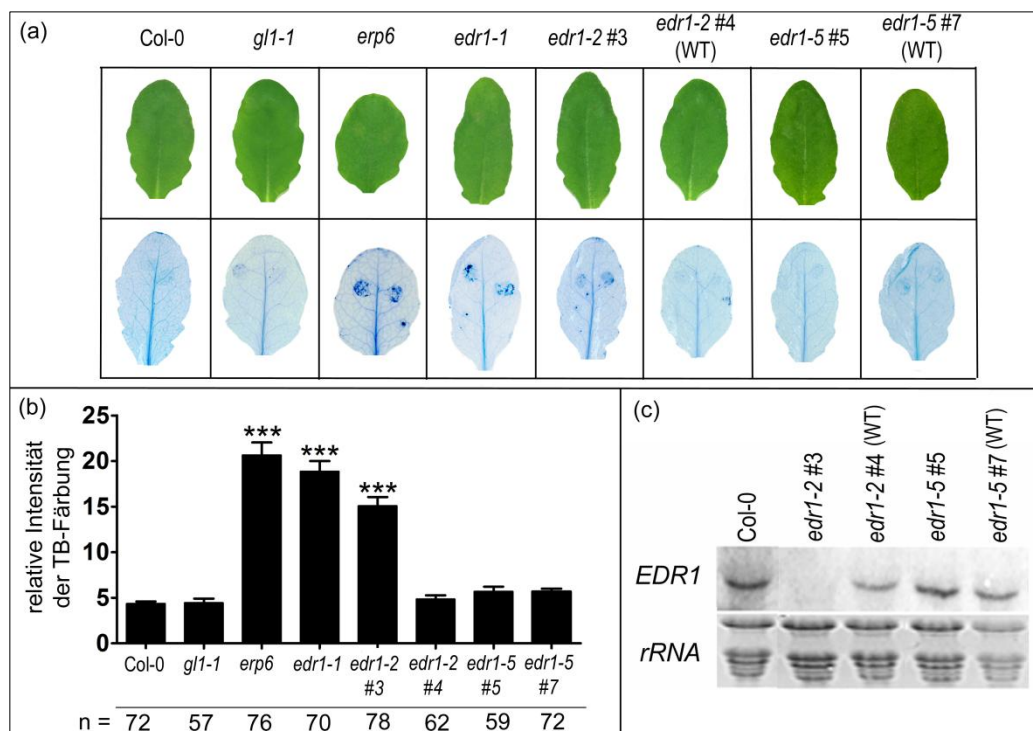 (a)
Col-0 gl1-1 erp6 edr1-1 edr1-2 #3 edr1-2 #4 (WT) edr1-5 #5 edr1-5 #7 (WT)
(b)
relative Intensität
der TB-Färbung
25
20
15
10
5
0
*** *** ***
Col-0 gl1-1 erp6 edr1-1 edr1-2 #3 edr1-2 #4 edr1-5 #5 edr1-5 #7
n = 72 57 76 70 78 62 59 72
(c)
Col-0 edr1-2 #3 edr1-2 #4 (WT) edr1-5 #5 edr1-5 #7 (WT)
EDR1
rRNA